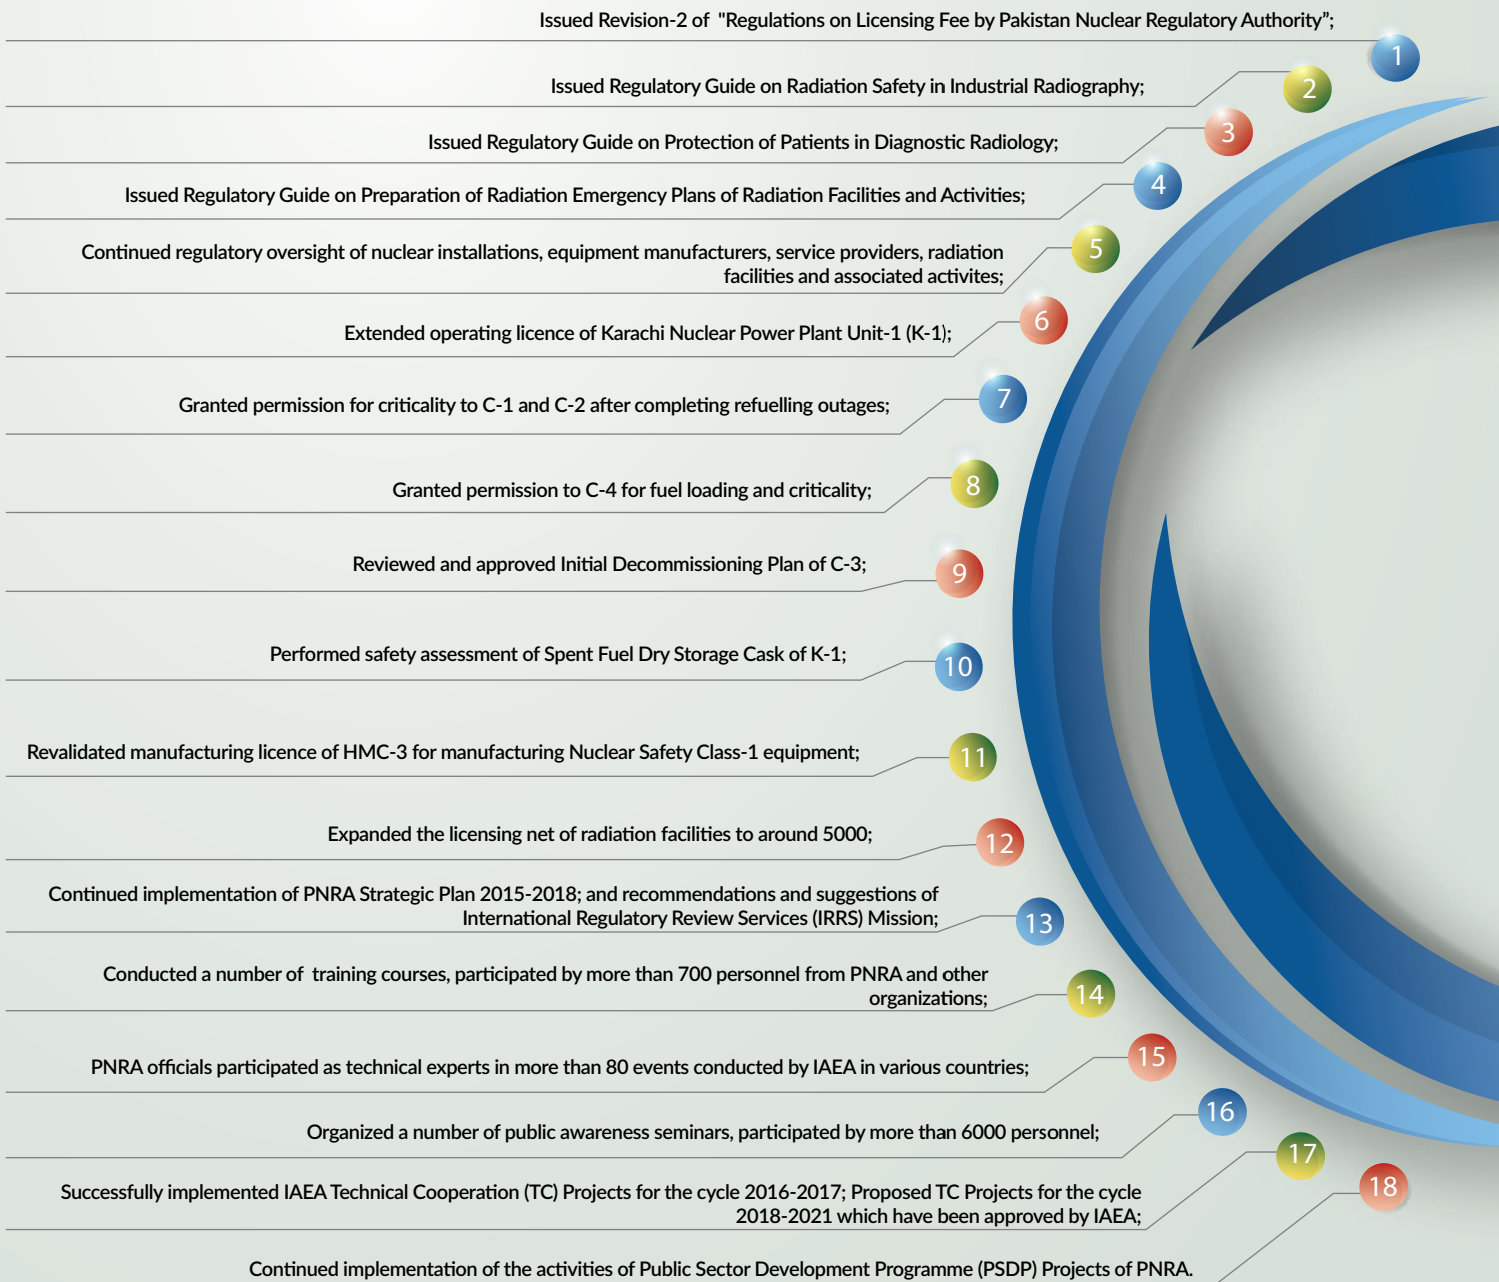 Issued Revision-2 of "Regulations on Licensing Fee by Pakistan Nuclear Regulatory Authority”;
1
Issued Regulatory Guide on Radiation Safety in Industrial Radiography;
2
Issued Regulatory Guide on Protection of Patients in Diagnostic Radiology;
3
Issued Regulatory Guide on Preparation of Radiation Emergency Plans of Radiation Facilities and Activities;
4
Continued regulatory oversight of nuclear installations, equipment manufacturers, service providers, radiation
facilities and associated activites;
5
Extended operating licence of Karachi Nuclear Power Plant Unit-1 (K-1);
6
Granted permission for criticality to C-1 and C-2 after completing refuelling outages;
7
Granted permission to C-4 for fuel loading and criticality;
8
Reviewed and approved Initial Decommissioning Plan of C-3;
9
Performed safety assessment of Spent Fuel Dry Storage Cask of K-1;
10
Revalidated manufacturing licence of HMC-3 for manufacturing Nuclear Safety Class-1 equipment;
11
Expanded the licensing net of radiation facilities to around 5000;
12
Continued implementation of PNRA Strategic Plan 2015-2018; and recommendations and suggestions of
International Regulatory Review Services (IRRS) Mission;
13
Conducted a number of training courses, participated by more than 700 personnel from PNRA and other
organizations;
14
PNRA officials participated as technical experts in more than 80 events conducted by IAEA in various countries;
15
Organized a number of public awareness seminars, participated by more than 6000 personnel;
16
Successfully implemented IAEA Technical Cooperation (TC) Projects for the cycle 2016-2017; Proposed TC Projects for the cycle
2018-2021 which have been approved by IAEA;
17
Continued implementation of the activities of Public Sector Development Programme (PSDP) Projects of PNRA.
18